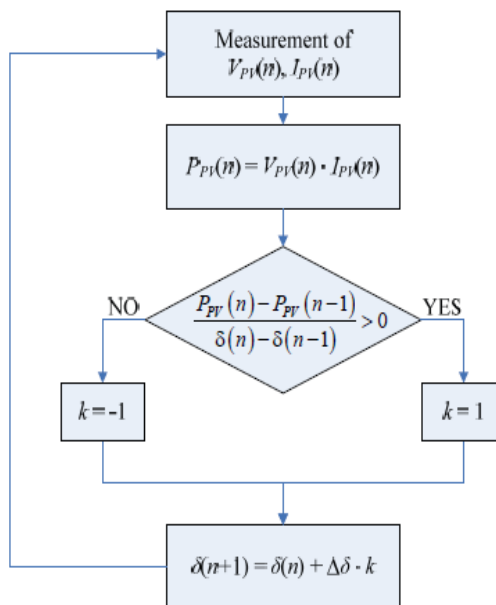 Measurement of
V_PV(n), I_PV(n)
P_PV(n) = V_PV(n) · I_PV(n)
NO
P_PV(n) − P_PV(n−1)
δ(n) − δ(n−1)
> 0
YES
k = -1
k = 1
δ(n+1) = δ(n) + Δδ · k